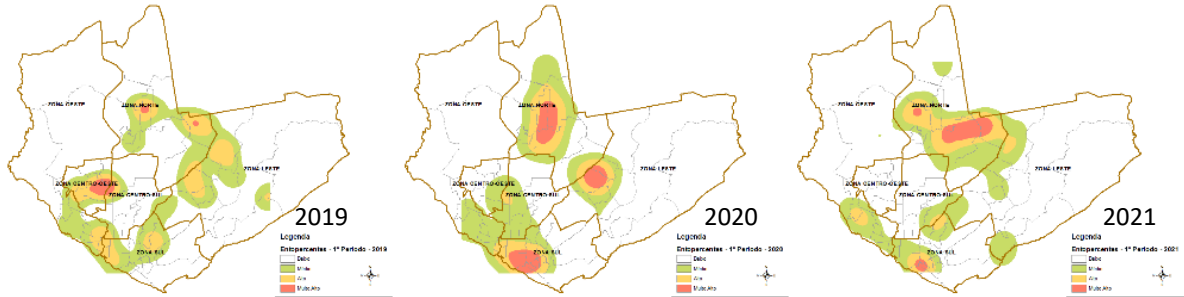 ZONA OESTE
ZONA NORTE
ZONA LESTE
ZONA CENTRO-OESTE
ZONA CENTRO-SUL
ZONA SUL
2019
Legenda
Entopercentes - 1º Período - 2019
Baixo
Médio
Alto
Muito Alto
ZONA OESTE
ZONA NORTE
ZONA LESTE
ZONA CENTRO-OESTE
ZONA CENTRO-SUL
ZONA SUL
2020
Legenda
Entopercentes - 1º Período - 2020
Baixo
Médio
Alto
Muito Alto
ZONA OESTE
ZONA NORTE
ZONA LESTE
ZONA CENTRO-OESTE
ZONA CENTRO-SUL
ZONA SUL
2021
Legenda
Entopercentes - 1º Período - 2021
Baixo
Médio
Alto
Muito Alto